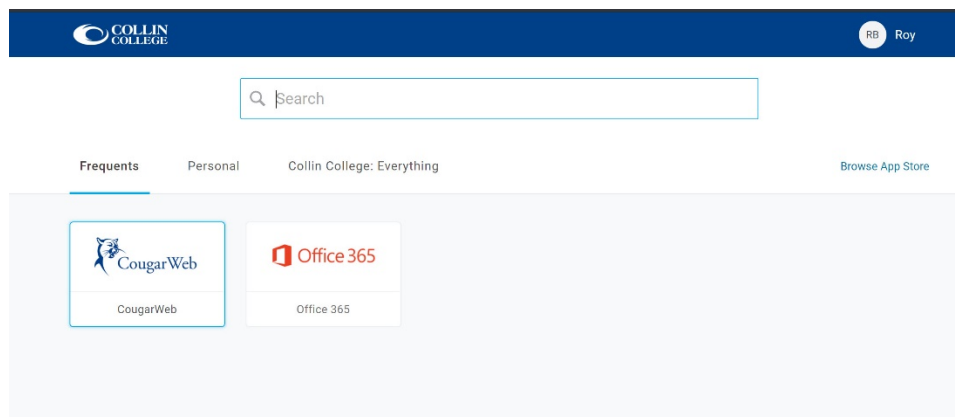 COLLIN
COLLEGE
RB Roy
Search
Frequents Personal Collin College: Everything Browse App Store
CougarWeb Office 365
CougarWeb Office 365